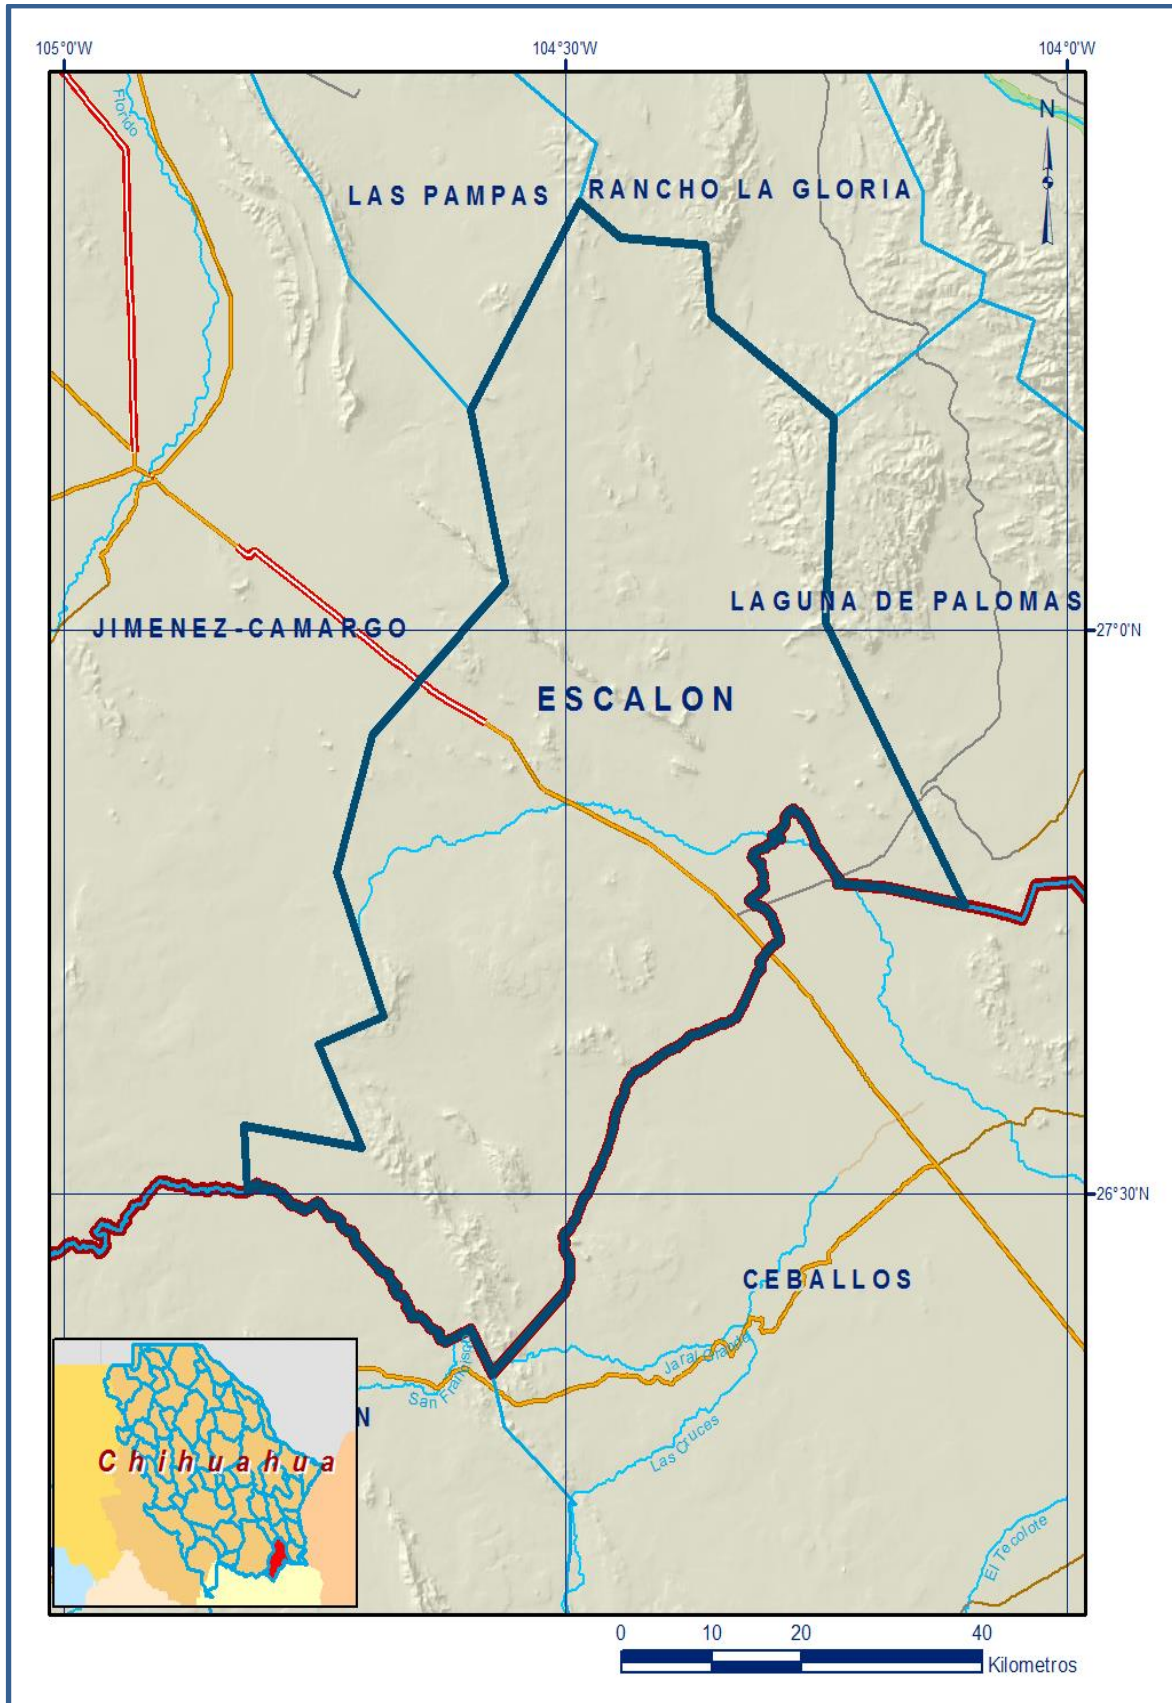 105°0'W
104°30'W
104°0'W
Florido
N
LAS PAMPAS
RANCHO LA GLORIA
LAGUNA DE PALOMAS
JIMENEZ-CAMARGO
27°0'N
ESCALON
26°30'N
CEBALLOS
Jaral Grande
San Francisco
N
Las Cruces
Chihuahua
El Tecolote
0 10 20 40
Kilometros